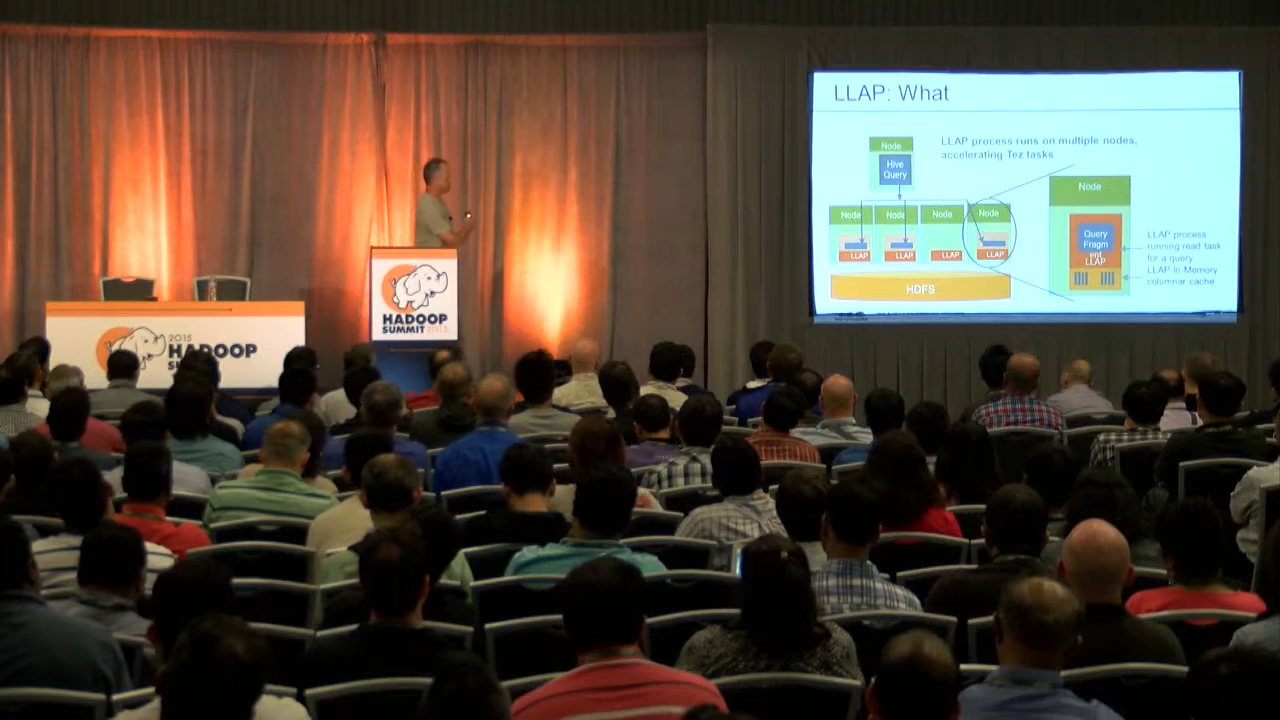 LLAP: What
LLAP process runs on multiple nodes,
accelerating Tez tasks
Node
Hive
Query
Node
Node
Node
Node
LLAP
LLAP
LLAP
LLAP
HDFS
Node
Query
Fragm
ent
LLAP
LLAP process
running read task
for a query
LLAP In-Memory
columnar cache
HADOOP
SUMMIT 2015
2015
HADOOP